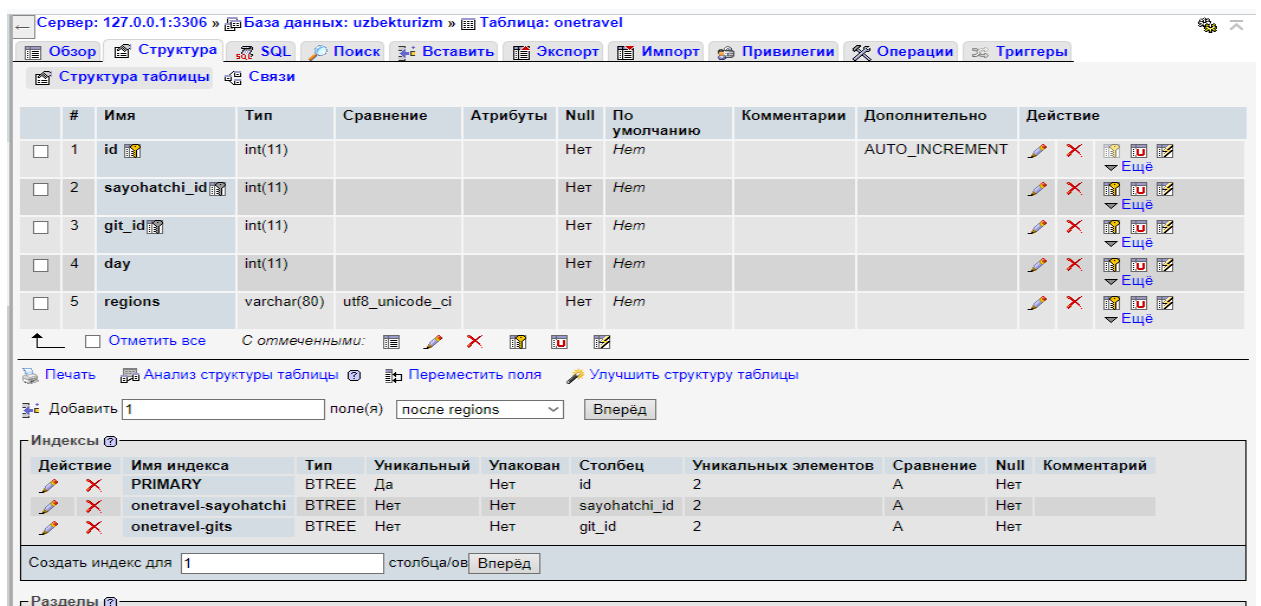 Сервер: 127.0.0.1:3306 » База данных: uzbekturizm » Таблица: onetravel
Обзор Структура SQL Поиск Вставить Экспорт Импорт Привилегии Операции Триггеры
Структура таблицы Связи
# Имя Тип Сравнение Атрибуты Null По умолчанию Комментарии Дополнительно Действие
1 id int(11) Нет Нет AUTO_INCREMENT
Ещё
2 sayohatchi_id int(11) Нет Нет
Ещё
3 git_id int(11) Нет Нет
Ещё
4 day int(11) Нет Нет
Ещё
5 regions varchar(80) utf8_unicode_ci Нет Нет
Ещё
Отметить все С отмеченными:
Печать Анализ структуры таблицы Переместить поля Улучшить структуру таблицы
Добавить 1 поле(я) после regions Вперёд
Индексы
Действие Имя индекса Тип Уникальный Упакован Столбец Уникальных элементов Сравнение Null Комментарий
PRIMARY BTREE Да Нет id 2 A Нет
onetravel-sayohatchi BTREE Нет Нет sayohatchi_id 2 A Нет
onetravel-gits BTREE Нет Нет git_id 2 A Нет
Создать индекс для 1 столбца/ов Вперёд
Разделы